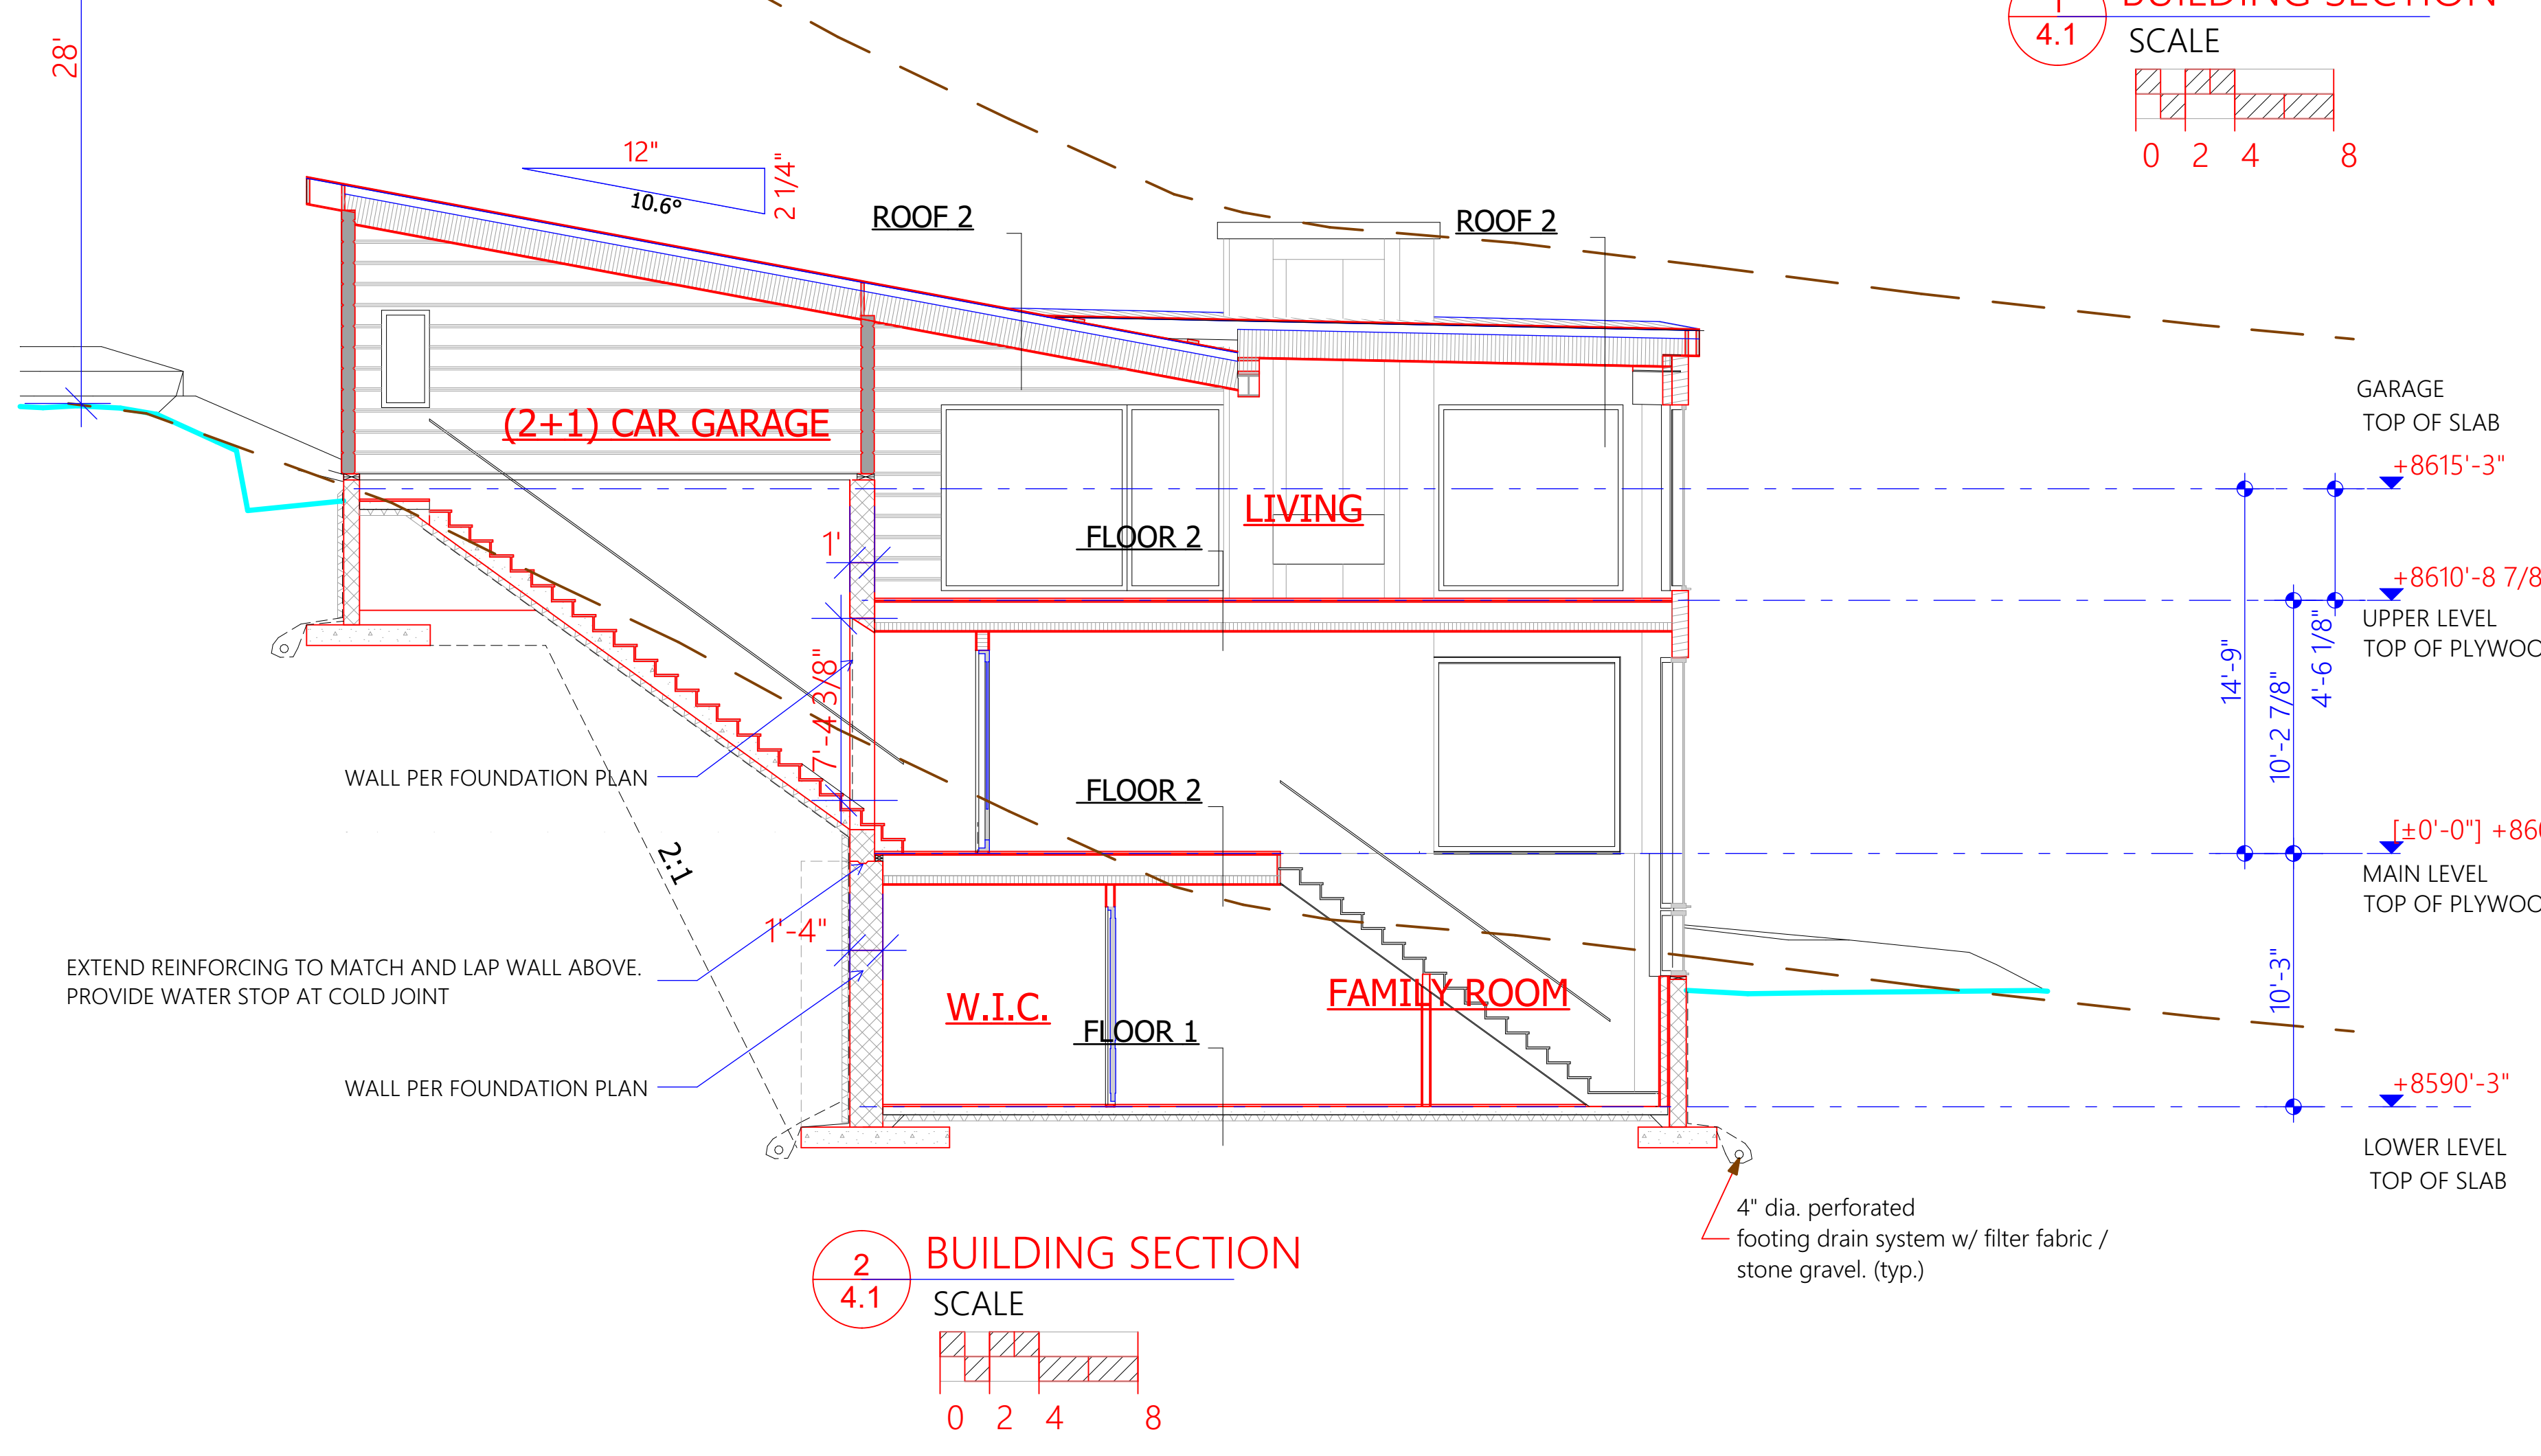 BUILDING SECTION
1
4.1
SCALE
0 2 4 8
28'
12"
2 1/4"
10.6°
ROOF 2
ROOF 2
(2+1) CAR GARAGE
LIVING
FLOOR 2
1'
GARAGE
TOP OF SLAB
+8615'-3"
+8610'-8 7/8
UPPER LEVEL
TOP OF PLYWOO
14'-9"
10'-2 7/8"
4'-6 1/8"
7'-4 3/8"
WALL PER FOUNDATION PLAN
FLOOR 2
2:1
[±0'-0"] +860
MAIN LEVEL
TOP OF PLYWOO
1'-4"
EXTEND REINFORCING TO MATCH AND LAP WALL ABOVE.
PROVIDE WATER STOP AT COLD JOINT
W.I.C.
FAMILY ROOM
FLOOR 1
10'-3"
WALL PER FOUNDATION PLAN
+8590'-3"
LOWER LEVEL
TOP OF SLAB
4" dia. perforated
footing drain system w/ filter fabric /
stone gravel. (typ.)
2
4.1
BUILDING SECTION
SCALE
0 2 4 8